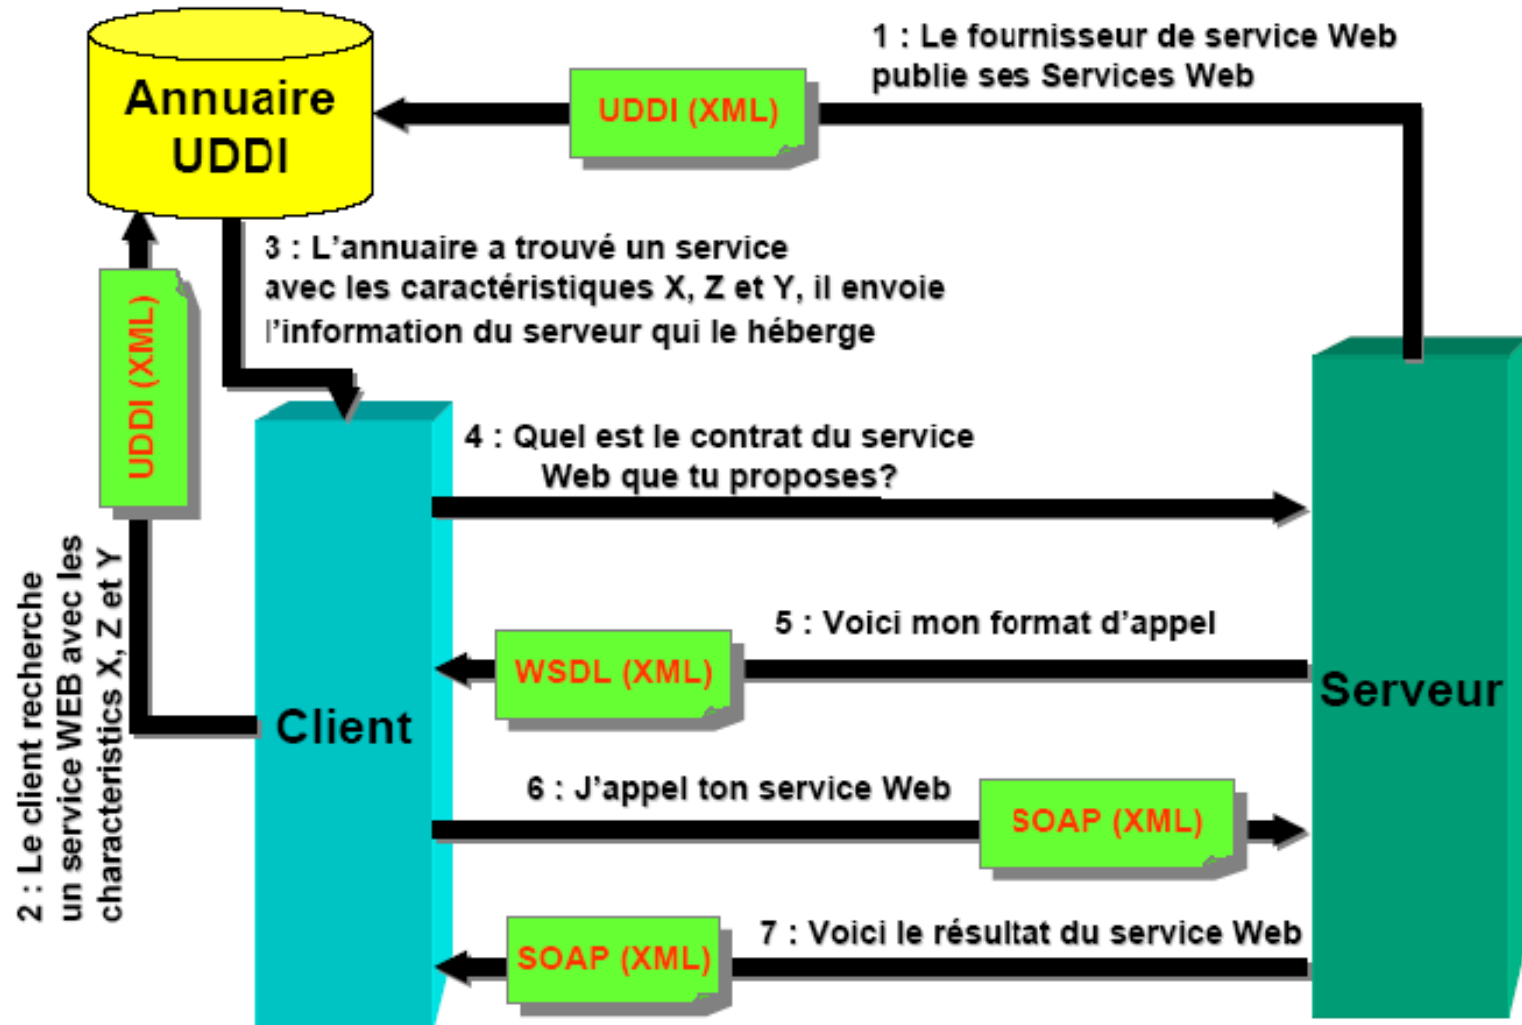 1 : Le fournisseur de service Web
publie ses Services Web
Annuaire
UDDI
UDDI (XML)
3 : L'annuaire a trouvé un service
avec les caractéristiques X, Z et Y, il envoie
l'information du serveur qui le héberge
UDDI (XML)
2 : Le client recherche
un service WEB avec les
characteristics X, Z et Y
4 : Quel est le contrat du service
Web que tu proposes?
5 : Voici mon format d'appel
WSDL (XML)
Client
Serveur
6 : J'appel ton service Web
SOAP (XML)
7 : Voici le résultat du service Web
SOAP (XML)